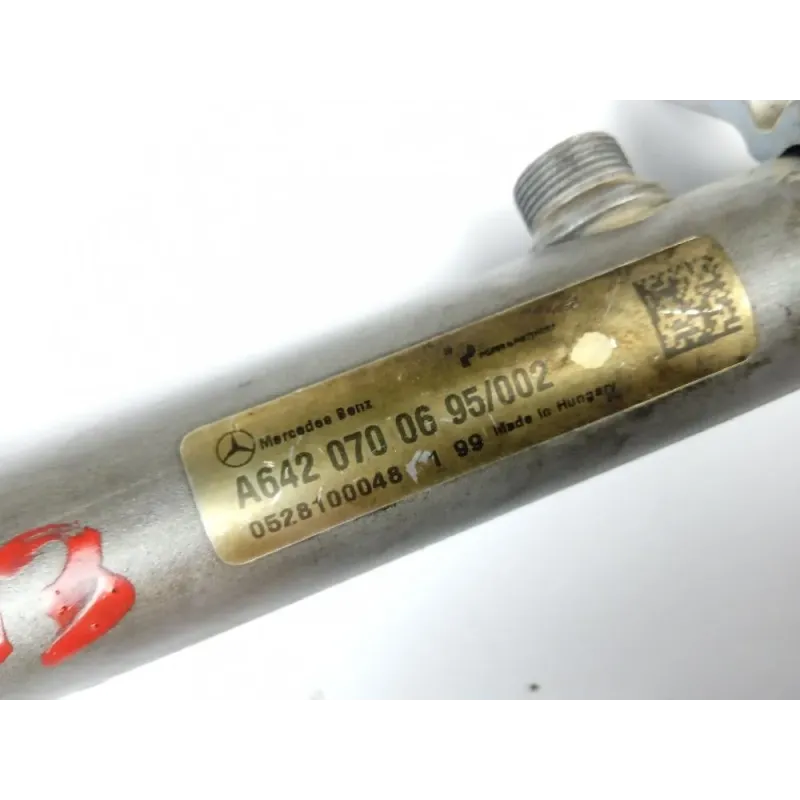 Mercedes Benz
A642 070 06 95/002
0528100048 1 99 Made in Hungary